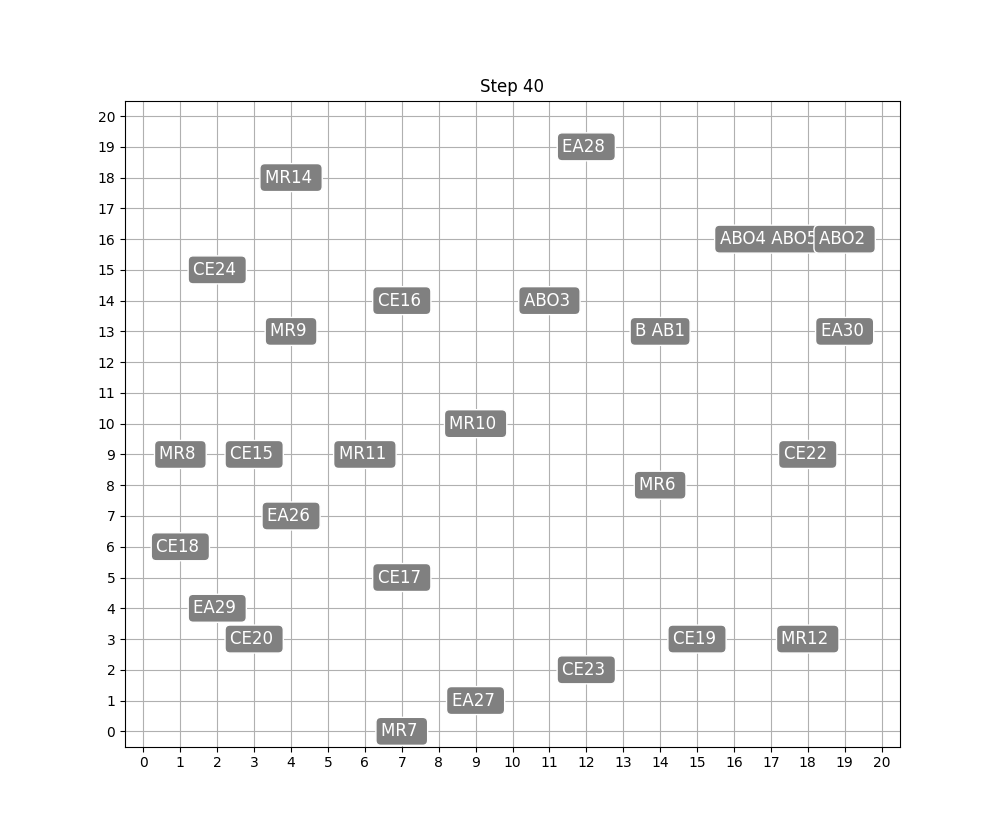 Step 40
20
19 EA28
18 MR14
17
16 ABO4 ABO5 ABO2
15 CE24
14 CE16 ABO3
13 MR9 B AB1 EA30
12
11
10 MR10
9 MR8 CE15 MR11 CE22
8 MR6
7 EA26
6 CE18
5 CE17
4 EA29
3 CE20 CE19 MR12
2 CE23
1 EA27
0 MR7
0 1 2 3 4 5 6 7 8 9 10 11 12 13 14 15 16 17 18 19 20